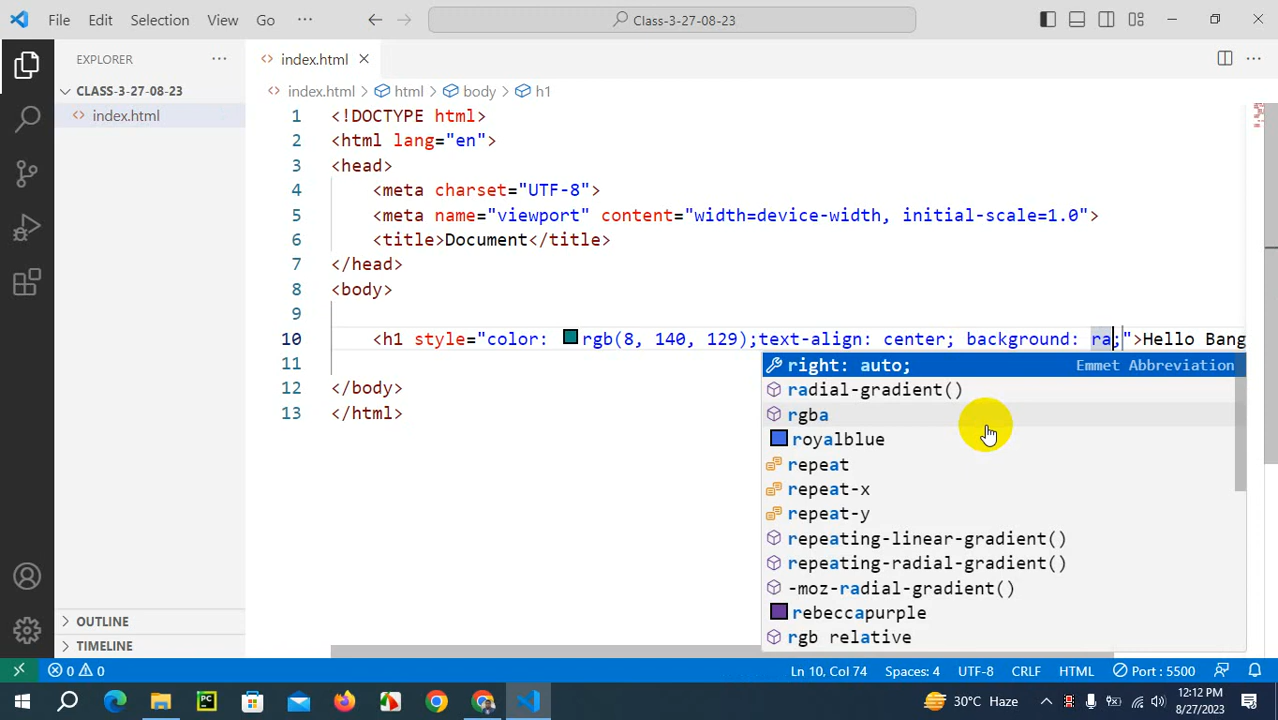 File Edit Selection View Go ··· Class-3-27-08-23
EXPLORER ···
CLASS-3-27-08-23
index.html
OUTLINE
TIMELINE
index.html
index.html > html > body > h1
1 <!DOCTYPE html>
2 <html lang="en">
3 <head>
4 <meta charset="UTF-8">
5 <meta name="viewport" content="width=device-width, initial-scale=1.0">
6 <title>Document</title>
7 </head>
8 <body>
9
10 <h1 style="color: rgb(8, 140, 129);text-align: center; background: ra;">Hello Bang
11
12 </body>
13 </html>
right: auto; Emmet Abbreviation
radial-gradient()
rgba
royalblue
repeat
repeat-x
repeat-y
repeating-linear-gradient()
repeating-radial-gradient()
-moz-radial-gradient()
rebeccapurple
rgb relative
0 0 Ln 10, Col 74 Spaces: 4 UTF-8 CRLF HTML Port : 5500
PC 30°C Haze 12:12 PM
8/27/2023